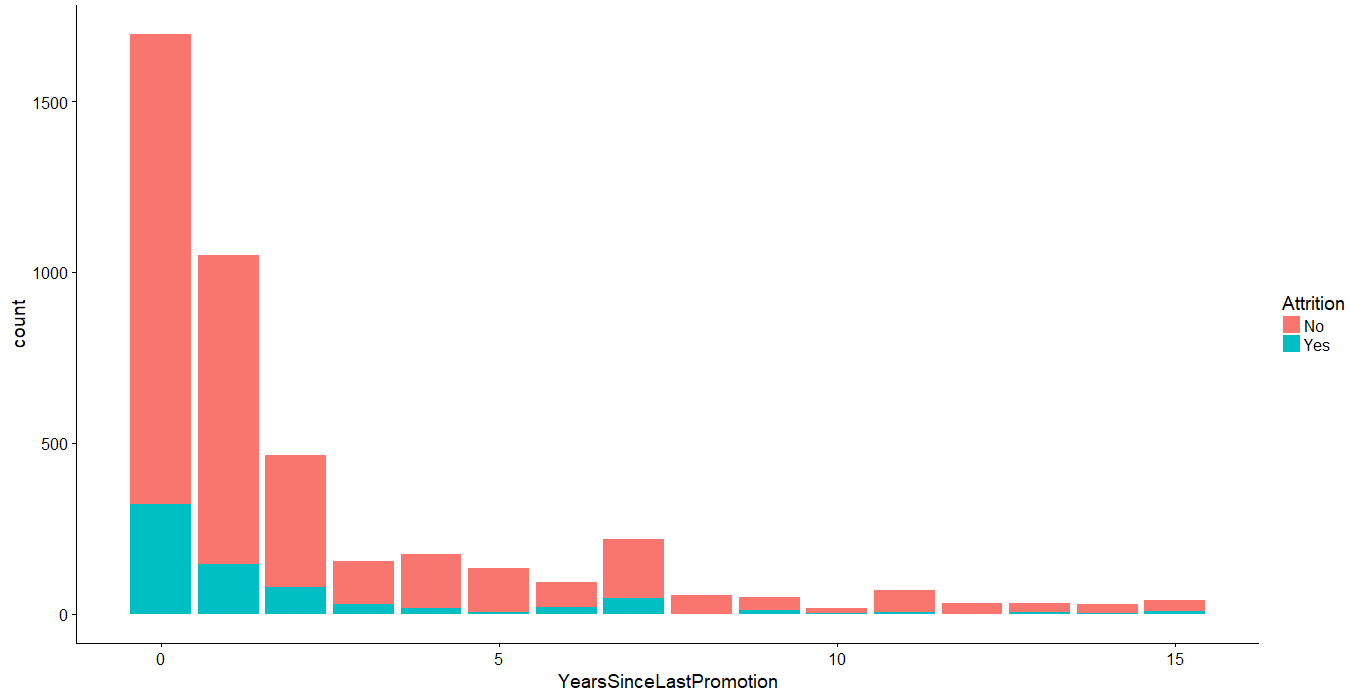 1500
1000
500
0
count
0 5 10 15
YearsSinceLastPromotion
Attrition
No
Yes